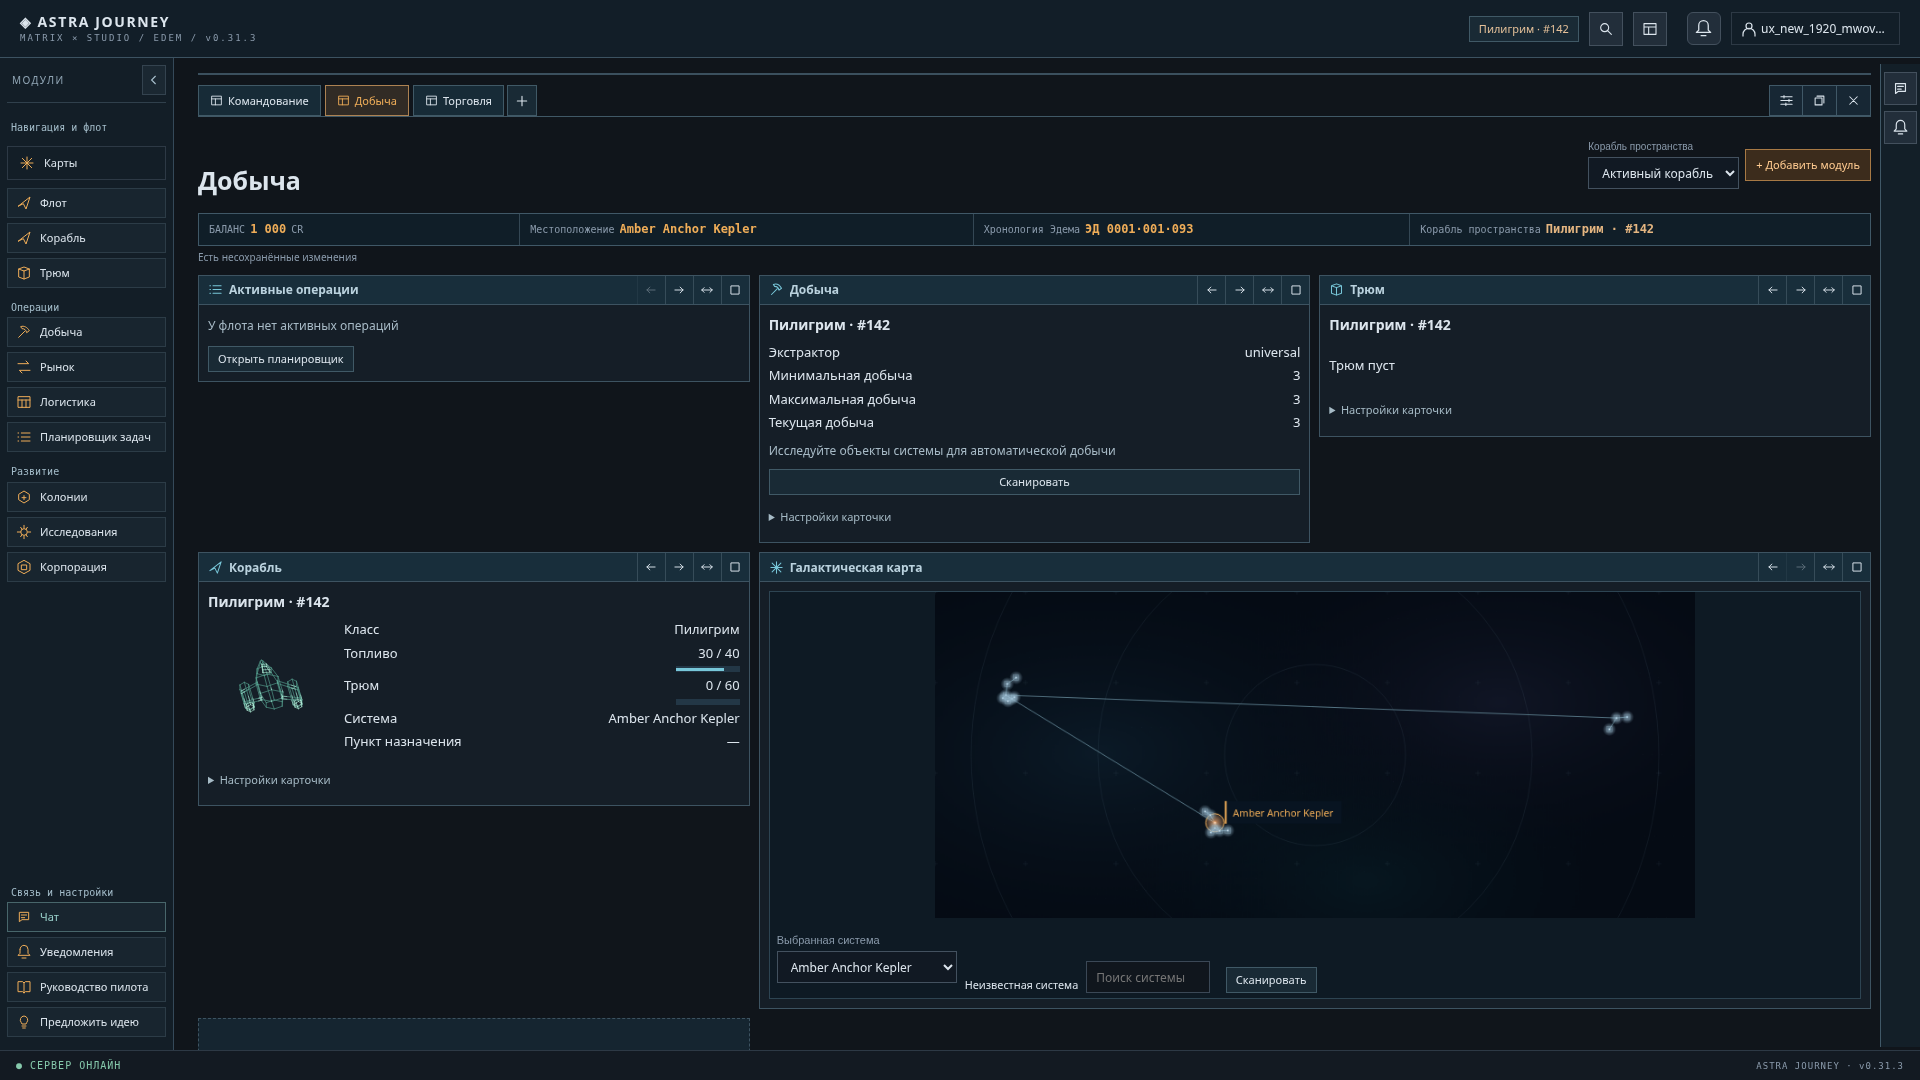 ◈ ASTRA JOURNEY
MATRIX × STUDIO / EDEM / v0.31.3
Пилигрим · #142
ux_new_1920_mwov...
МОДУЛИ
Навигация и флот
Карты
Флот
Корабль
Трюм
Операции
Добыча
Рынок
Логистика
Планировщик задач
Развитие
Колонии
Исследования
Корпорация
Связь и настройки
Чат
Уведомления
Руководство пилота
Предложить идею
Командование
Добыча
Торговля
Добыча
Корабль пространства
Активный корабль
+ Добавить модуль
БАЛАНС 1 000 CR
Местоположение Amber Anchor Kepler
Хронология Эдема ЭД 0001·001·093
Корабль пространства Пилигрим · #142
Есть несохранённые изменения
Активные операции
У флота нет активных операций
Открыть планировщик
Добыча
Пилигрим · #142
Экстрактор universal
Минимальная добыча 3
Максимальная добыча 3
Текущая добыча 3
Исследуйте объекты системы для автоматической добычи
Сканировать
Настройки карточки
Трюм
Пилигрим · #142
Трюм пуст
Настройки карточки
Корабль
Пилигрим · #142
Класс Пилигрим
Топливо 30 / 40
Трюм 0 / 60
Система Amber Anchor Kepler
Пункт назначения —
Настройки карточки
Галактическая карта
Amber Anchor Kepler
Выбранная система
Amber Anchor Kepler
Неизвестная система
Поиск системы
Сканировать
СЕРВЕР ОНЛАЙН
ASTRA JOURNEY · v0.31.3